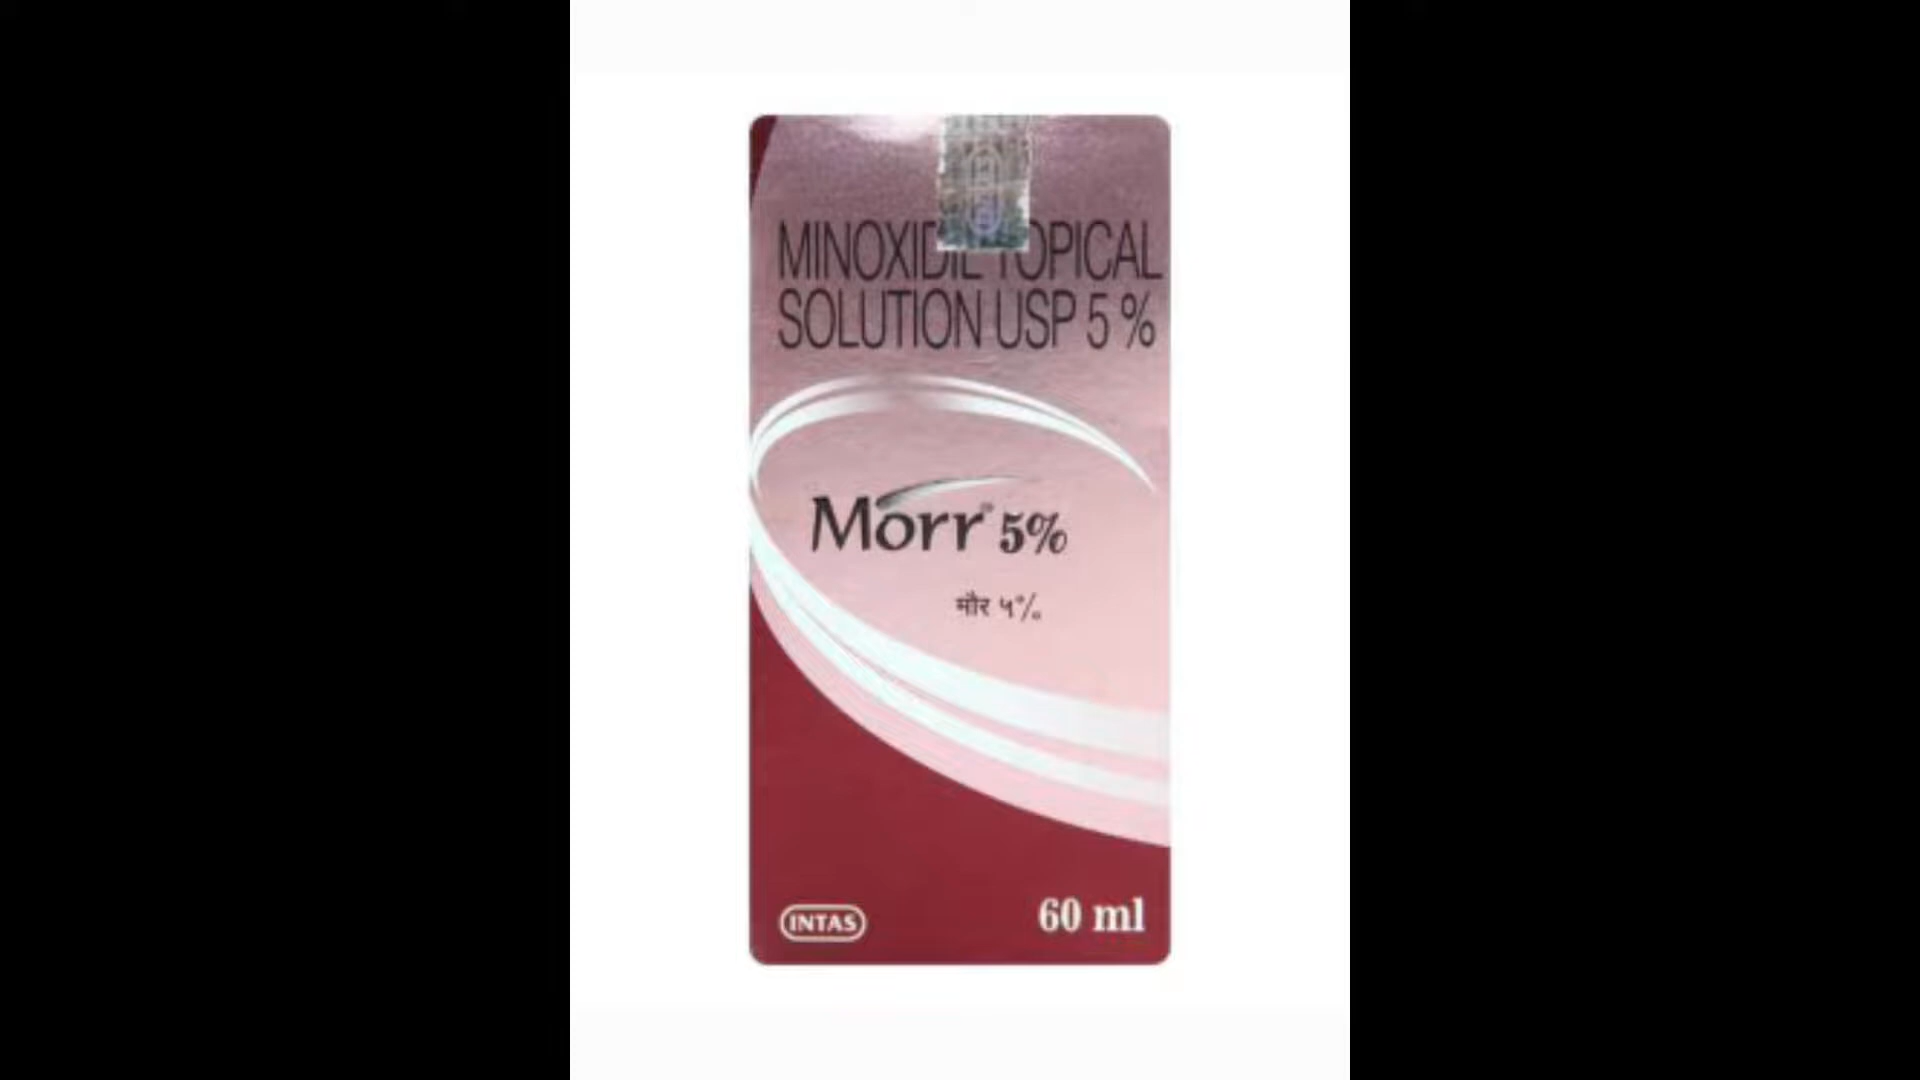 MINOXIDIL TOPICAL
SOLUTION USP 5 %
Morr® 5%
मौर ५%
INTAS
60 ml